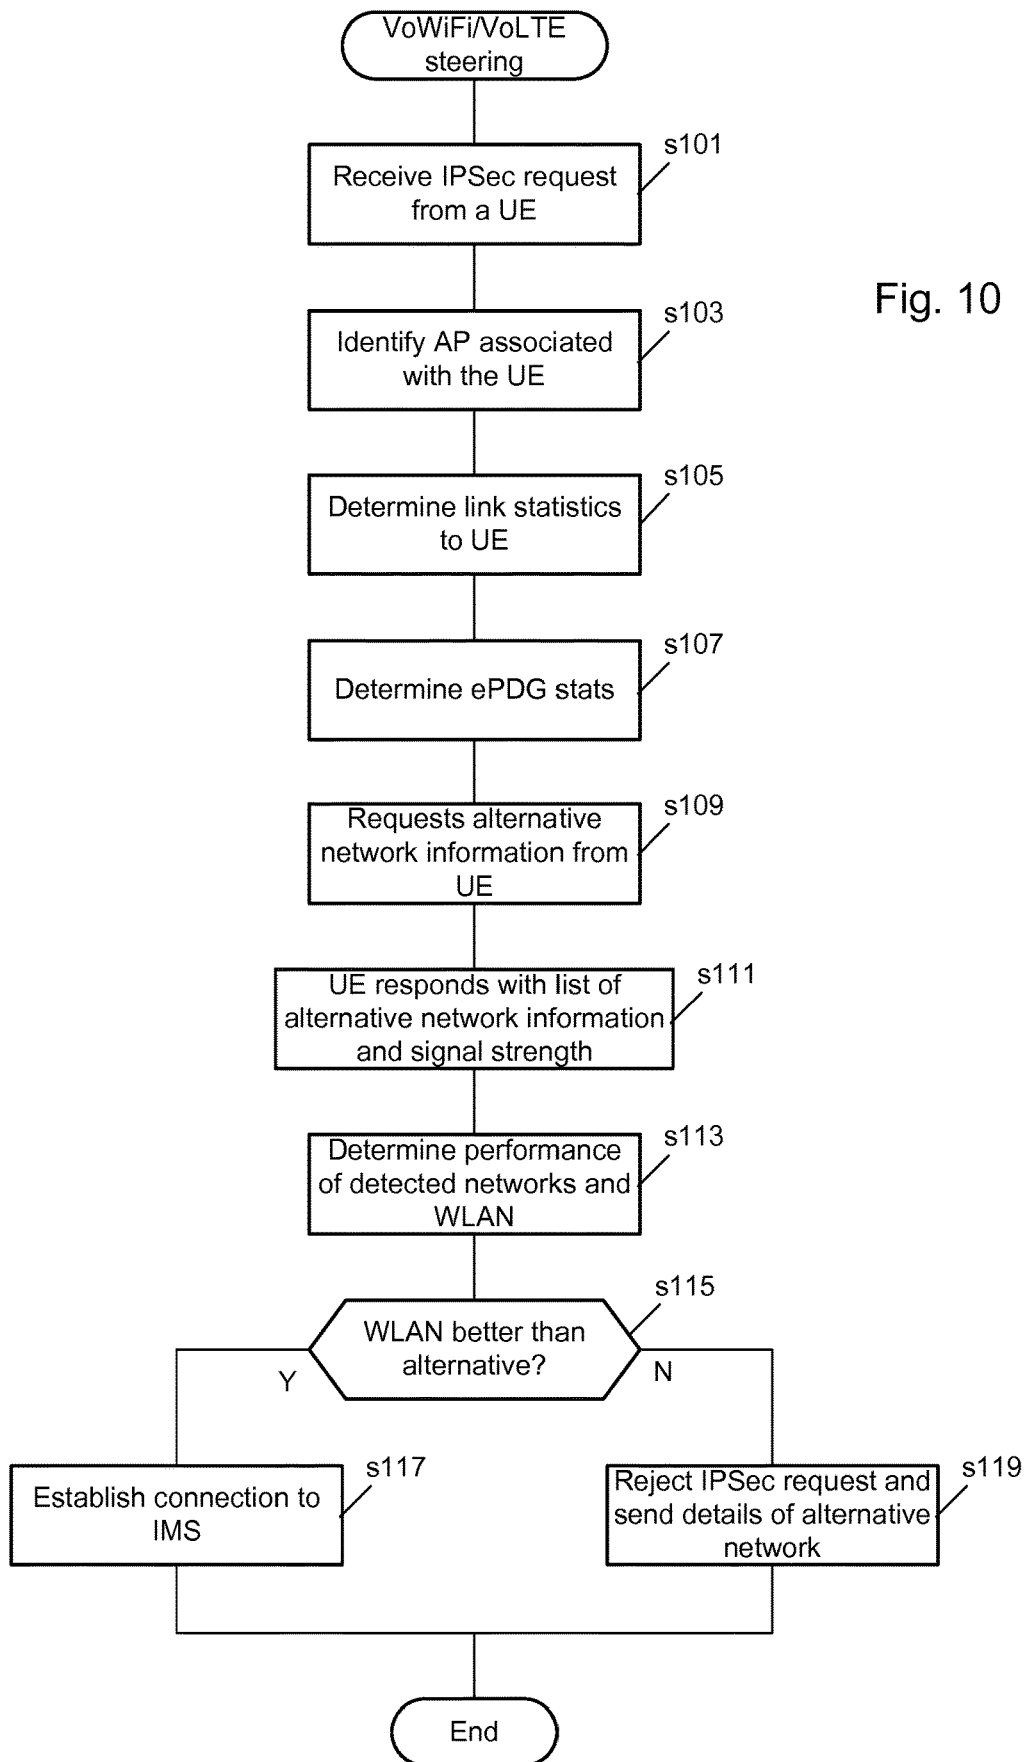 VoWiFi/VoLTE
steering
s101
Receive IPSec request
from a UE
Fig. 10
s103
Identify AP associated
with the UE
s105
Determine link statistics
to UE
s107
Determine ePDG stats
s109
Requests alternative
network information from
UE
s111
UE responds with list of
alternative network information
and signal strength
s113
Determine performance
of detected networks and
WLAN
s115
WLAN better than
alternative?
Y
N
s117
Establish connection to
IMS
s119
Reject IPSec request and
send details of alternative
network
End